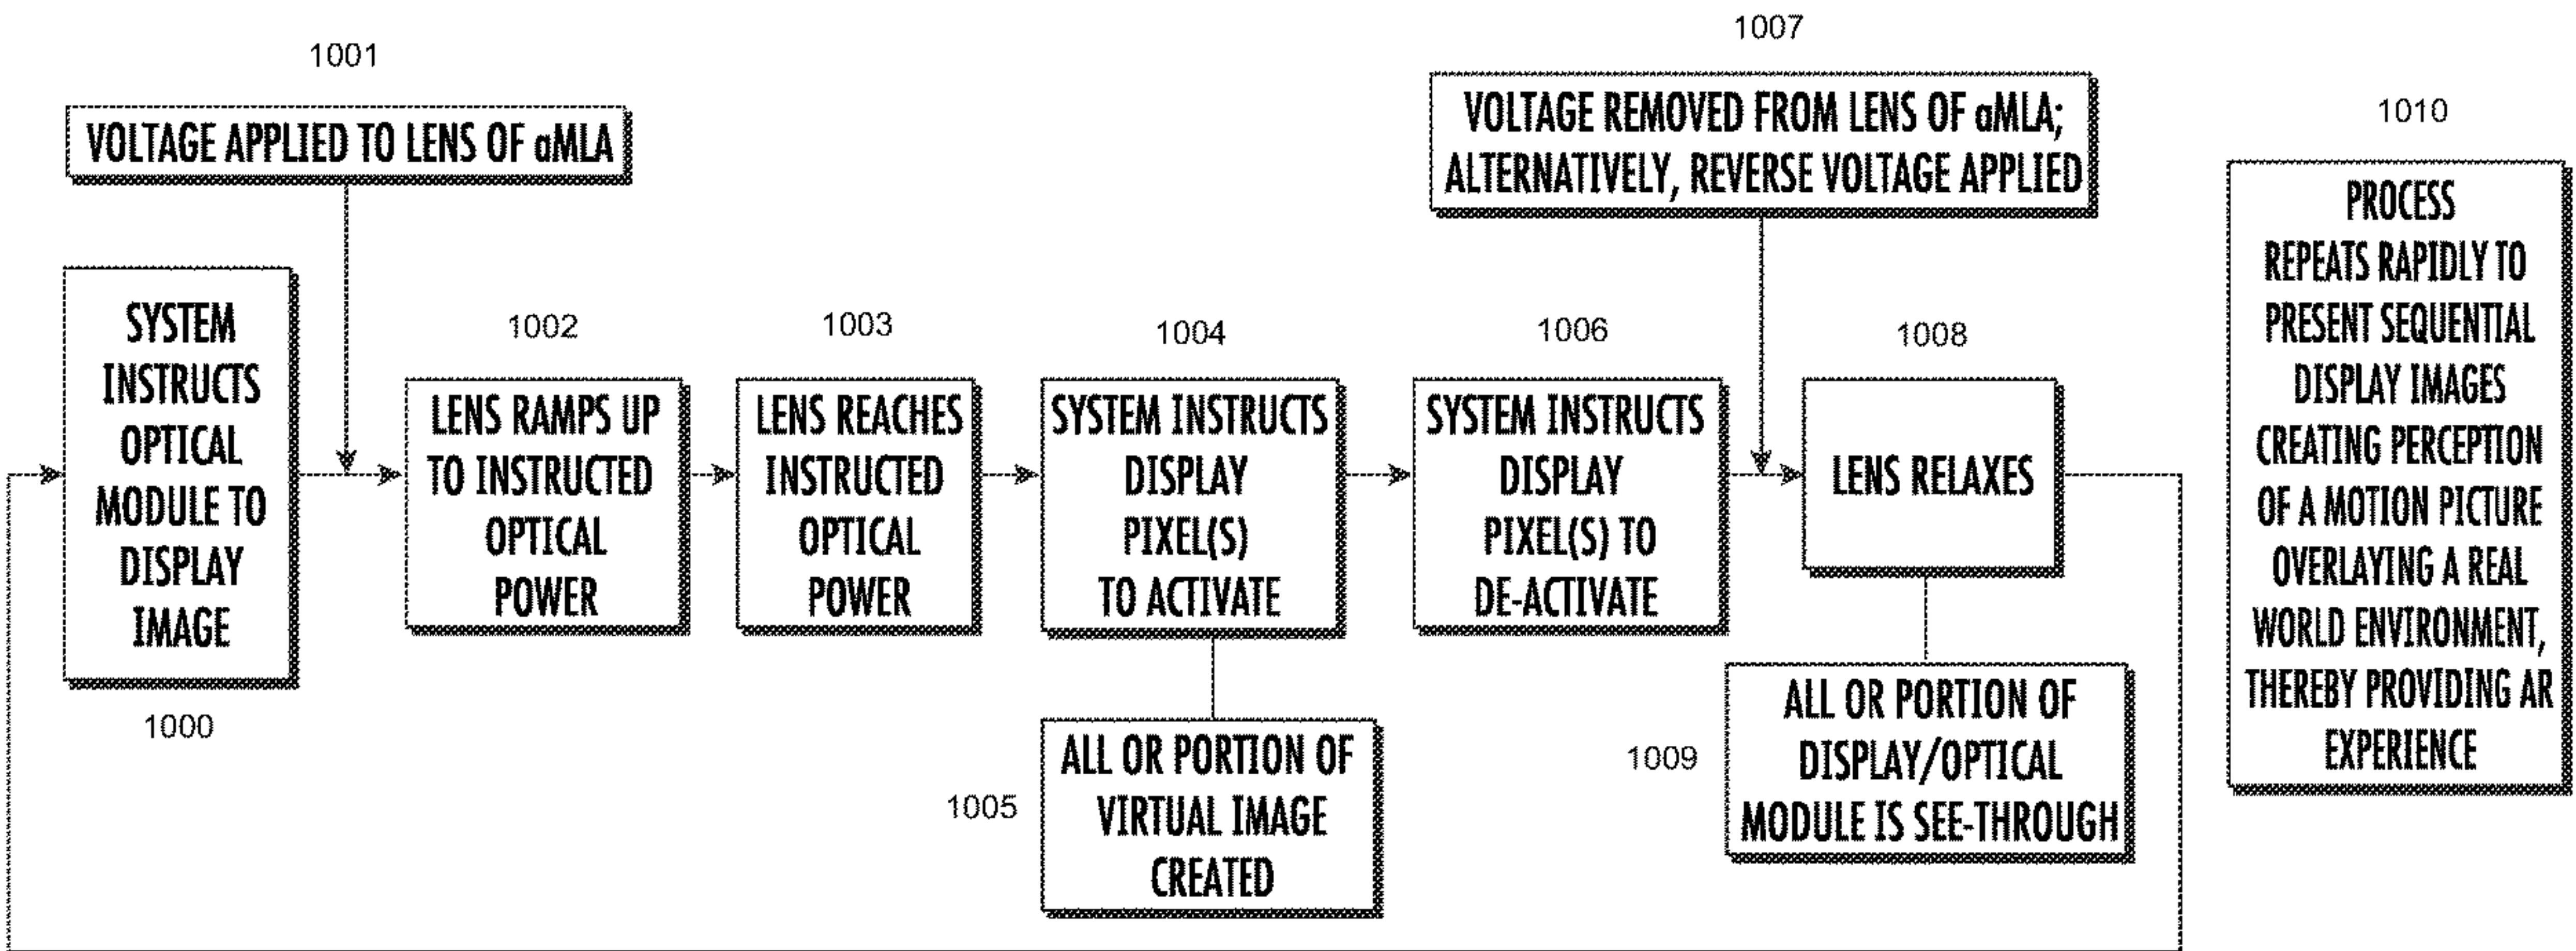 1001
VOLTAGE APPLIED TO LENS OF aMLA
1007
VOLTAGE REMOVED FROM LENS OF aMLA;
ALTERNATIVELY, REVERSE VOLTAGE APPLIED
1010
PROCESS
REPEATS RAPIDLY TO
PRESENT SEQUENTIAL
DISPLAY IMAGES
CREATING PERCEPTION
OF A MOTION PICTURE
OVERLAYING A REAL
WORLD ENVIRONMENT,
THEREBY PROVIDING AR
EXPERIENCE
SYSTEM
INSTRUCTS
OPTICAL
MODULE TO
DISPLAY
IMAGE
1000
1002
LENS RAMPS UP
TO INSTRUCTED
OPTICAL
POWER
1003
LENS REACHES
INSTRUCTED
OPTICAL
POWER
1004
SYSTEM INSTRUCTS
DISPLAY
PIXEL(S)
TO ACTIVATE
1005
ALL OR PORTION OF
VIRTUAL IMAGE
CREATED
1006
SYSTEM INSTRUCTS
DISPLAY
PIXEL(S) TO
DE-ACTIVATE
1008
LENS RELAXES
1009
ALL OR PORTION OF
DISPLAY/OPTICAL
MODULE IS SEE-THROUGH